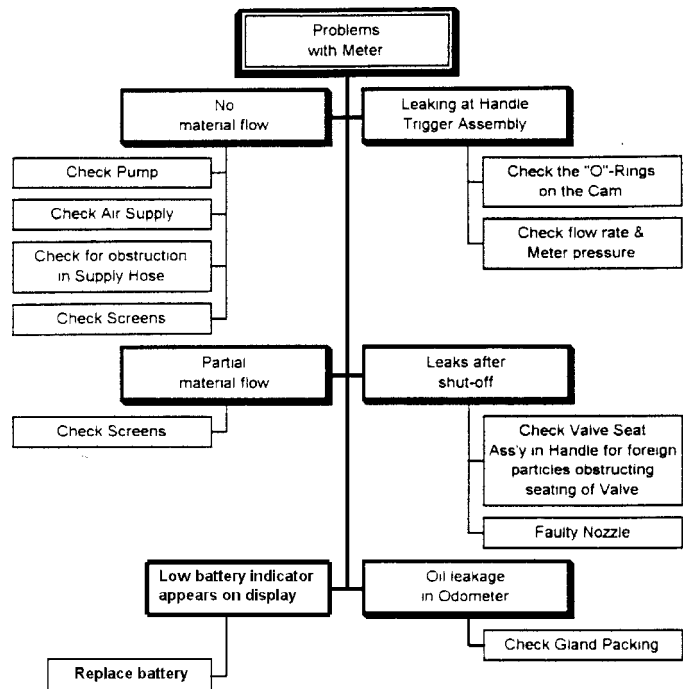 Problems
with Meter
No
material flow
Check Pump
Check Air Supply
Check for obstruction
in Supply Hose
Check Screens
Leaking at Handle
Trigger Assembly
Check the "O"-Rings
on the Cam
Check flow rate &
Meter pressure
Partial
material flow
Check Screens
Leaks after
shut-off
Check Valve Seat
Ass'y in Handle for foreign
particles obstructing
seating of Valve
Faulty Nozzle
Low battery indicator
appears on display
Replace battery
Oil leakage
in Odometer
Check Gland Packing